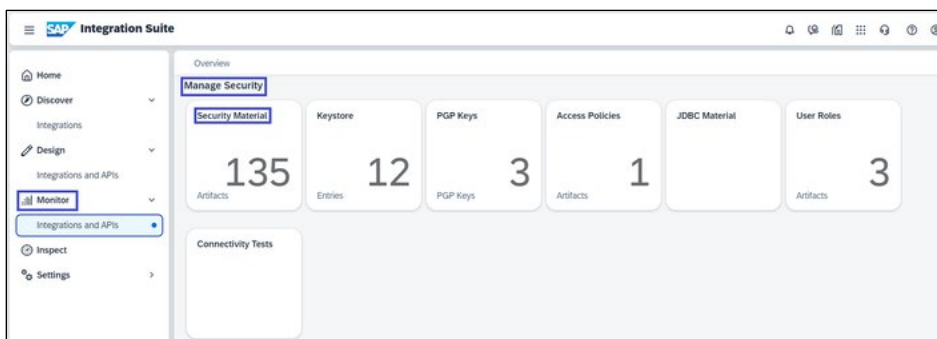 SAP Integration Suite
Home
Discover
Integrations
Design
Integrations and APIs
Monitor
Integrations and APIs
Inspect
Settings
Overview
Manage Security
Security Material
135
Artifacts
Keystore
12
Entries
PGP Keys
3
PGP Keys
Access Policies
1
Artifacts
JDBC Material
User Roles
3
Artifacts
Connectivity Tests